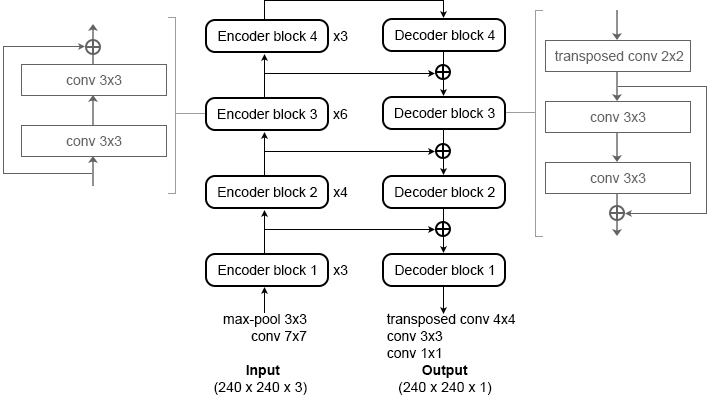 conv 3x3
conv 3x3
Encoder block 4
x3
Encoder block 3
x6
Encoder block 2
x4
Encoder block 1
x3
max-pool 3x3
conv 7x7
Input
(240 x 240 x 3)
Decoder block 4
Decoder block 3
Decoder block 2
Decoder block 1
transposed conv 4x4
conv 3x3
conv 1x1
Output
(240 x 240 x 1)
transposed conv 2x2
conv 3x3
conv 3x3